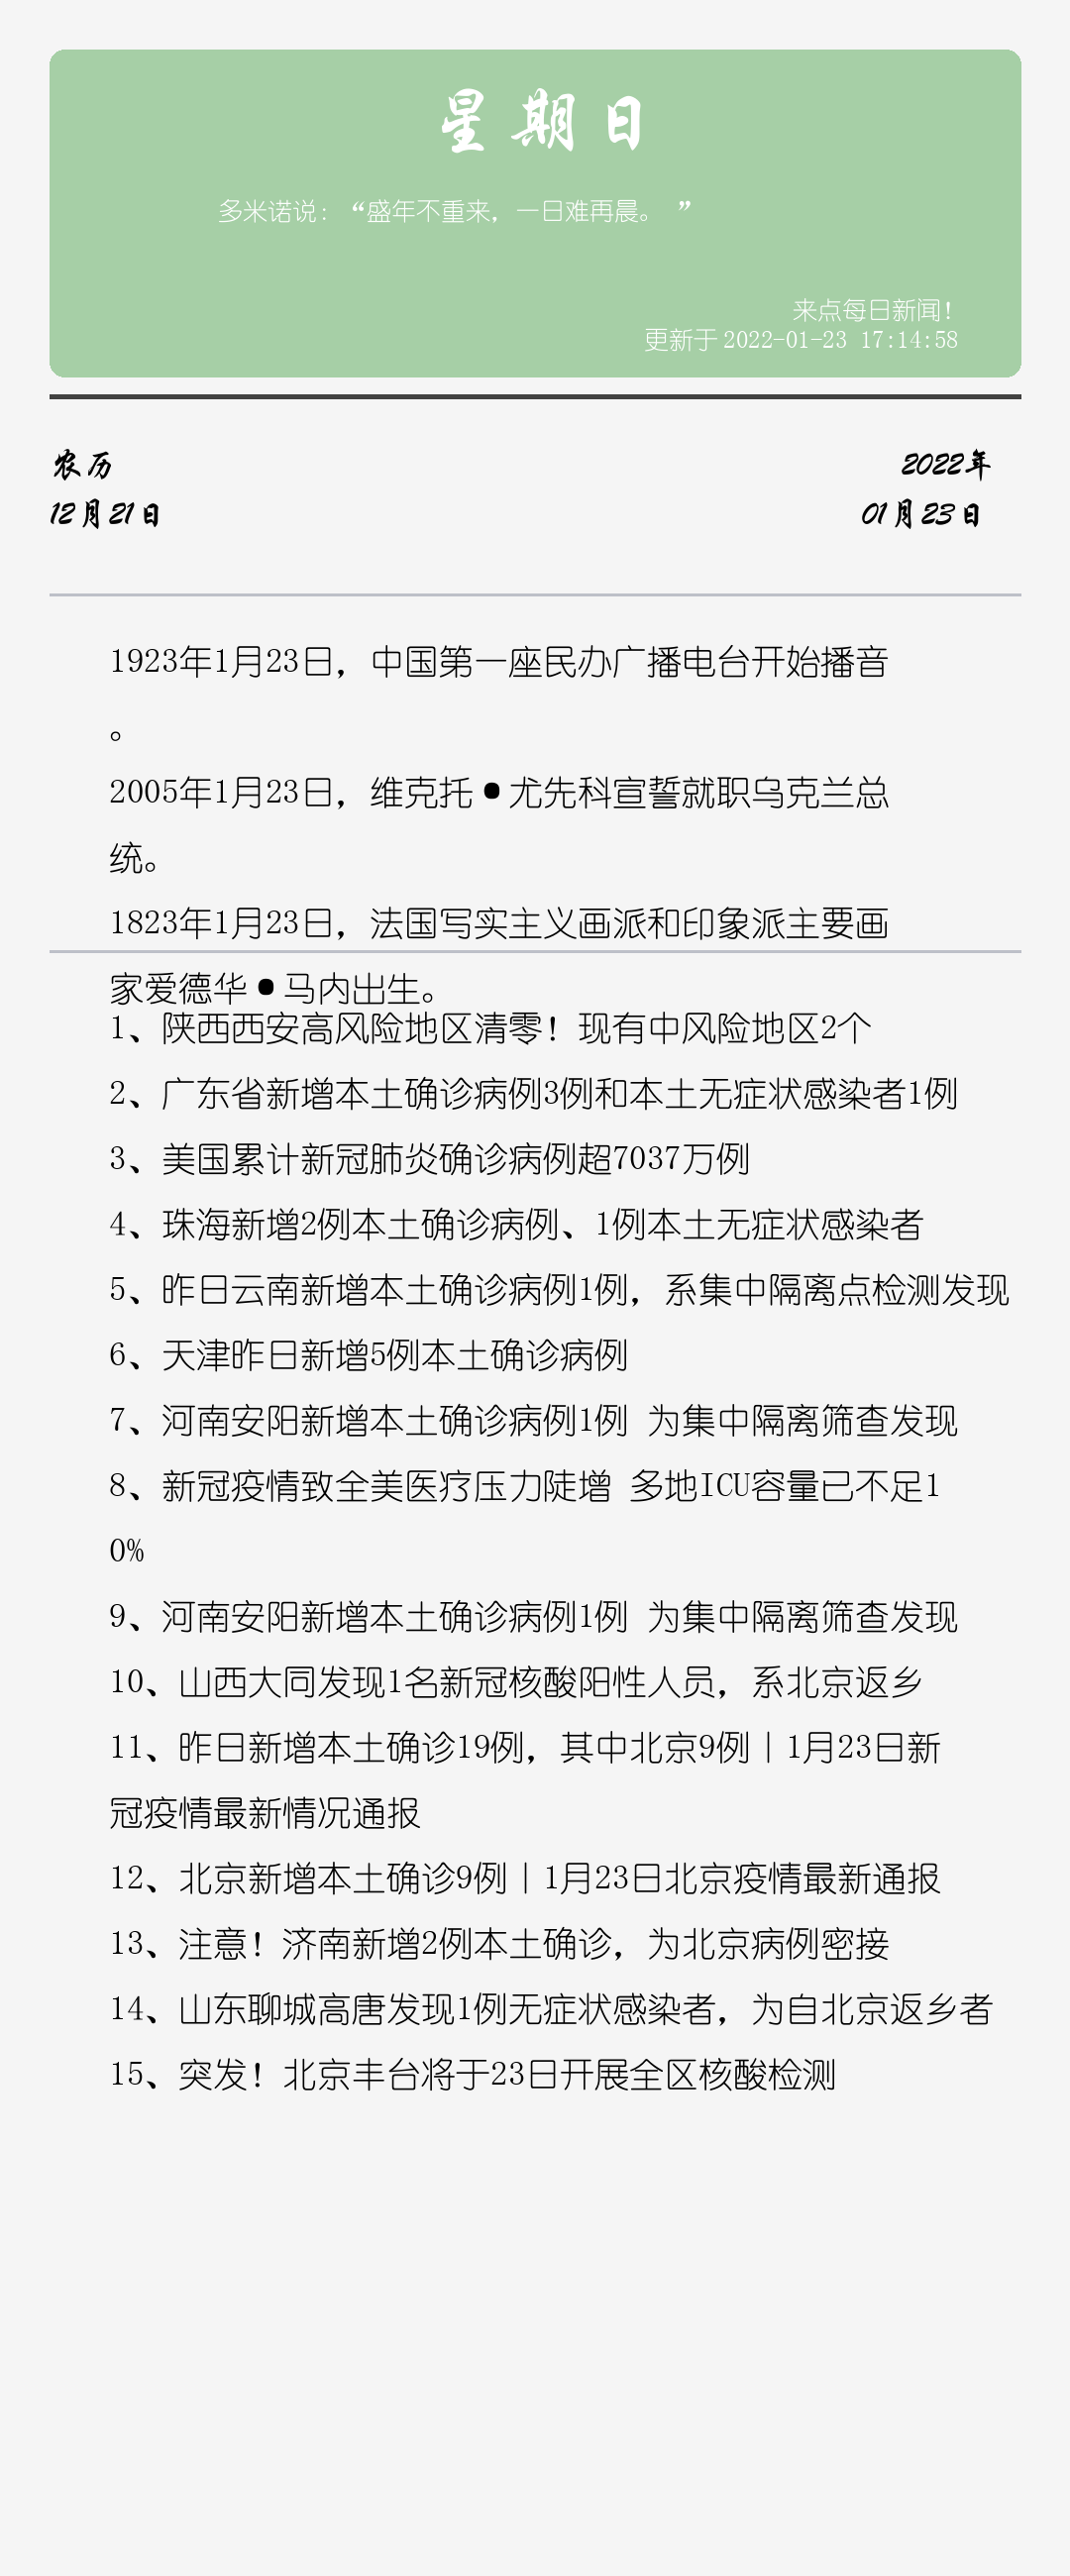 星期日
多米诺说：“盛年不重来，一日难再晨。 ”
来点每日新闻！
更新于 2022-01-23 17:14:58
农历
2022年
12月21日
01月23日
1923年1月23日，中国第一座民办广播电台开始播音
。
2005年1月23日，维克托•尤先科宣誓就职乌克兰总
统。
1823年1月23日，法国写实主义画派和印象派主要画
家爱德华•马内出生。
1、陕西西安高风险地区清零！现有中风险地区2个
2、广东省新增本土确诊病例3例和本土无症状感染者1例
3、美国累计新冠肺炎确诊病例超7037万例
4、珠海新增2例本土确诊病例、1例本土无症状感染者
5、昨日云南新增本土确诊病例1例，系集中隔离点检测发现
6、天津昨日新增5例本土确诊病例
7、河南安阳新增本土确诊病例1例 为集中隔离筛查发现
8、新冠疫情致全美医疗压力陡增 多地ICU容量已不足1
0%
9、河南安阳新增本土确诊病例1例 为集中隔离筛查发现
10、山西大同发现1名新冠核酸阳性人员，系北京返乡
11、昨日新增本土确诊19例，其中北京9例｜1月23日新
冠疫情最新情况通报
12、北京新增本土确诊9例｜1月23日北京疫情最新通报
13、注意！济南新增2例本土确诊，为北京病例密接
14、山东聊城高唐发现1例无症状感染者，为自北京返乡者
15、突发！北京丰台将于23日开展全区核酸检测